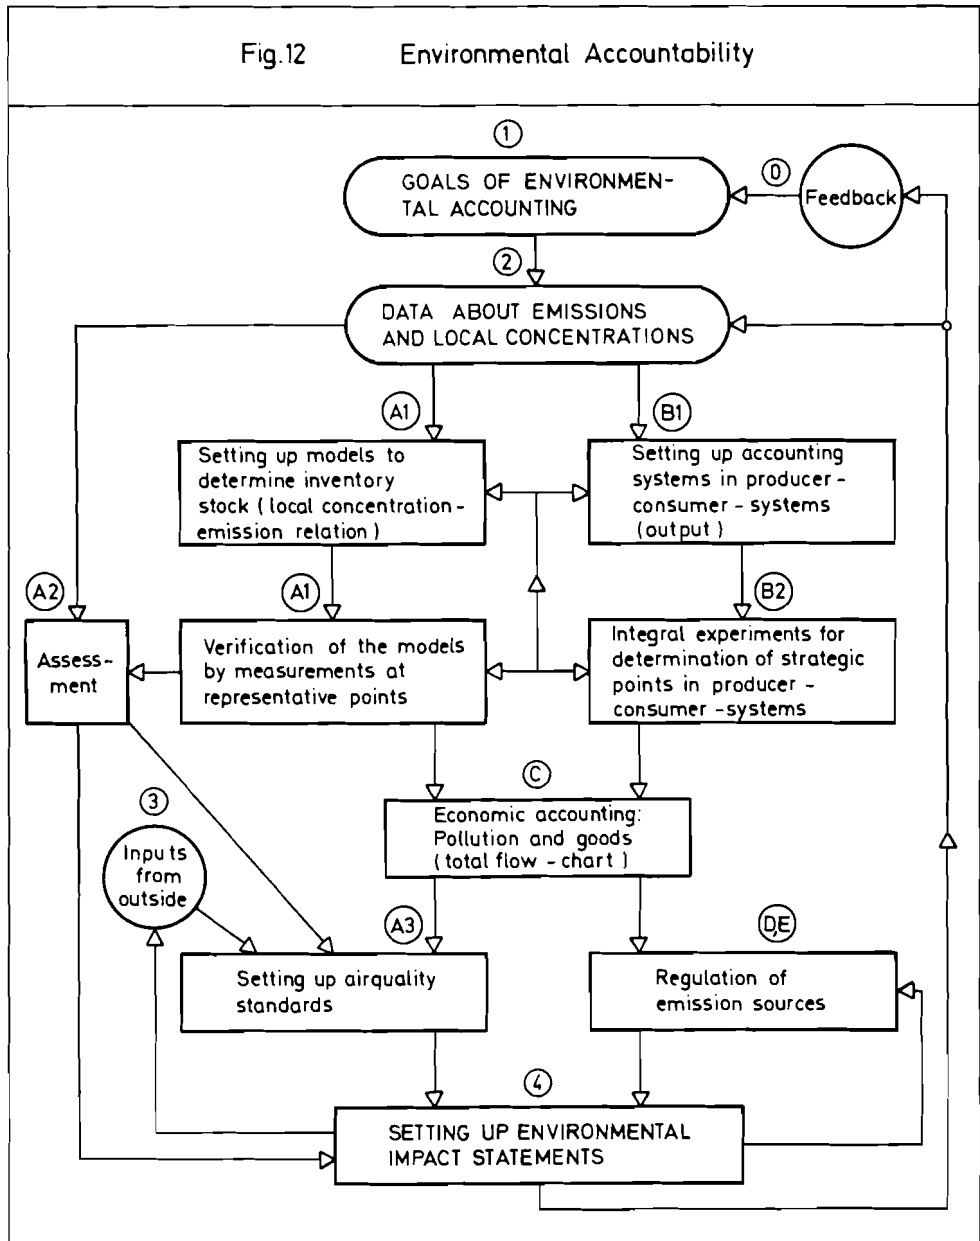 Fig.12 Environmental Accountability
1
GOALS OF ENVIRONMEN-
TAL ACCOUNTING
D
Feedback
2
DATA ABOUT EMISSIONS
AND LOCAL CONCENTRATIONS
A1
Setting up models to
determine inventory
stock (local concentration-
emission relation)
B1
Setting up accounting
systems in producer-
consumer-systems
(output)
A2
Assess-
ment
A1
Verification of the models
by measurements at
representative points
B2
Integral experiments for
determination of strategic
points in producer-
consumer-systems
C
Economic accounting:
Pollution and goods
(total flow-chart)
3
Inputs
from
outside
A3
Setting up airquality
standards
D,E
Regulation of
emission sources
4
SETTING UP ENVIRONMENTAL
IMPACT STATEMENTS